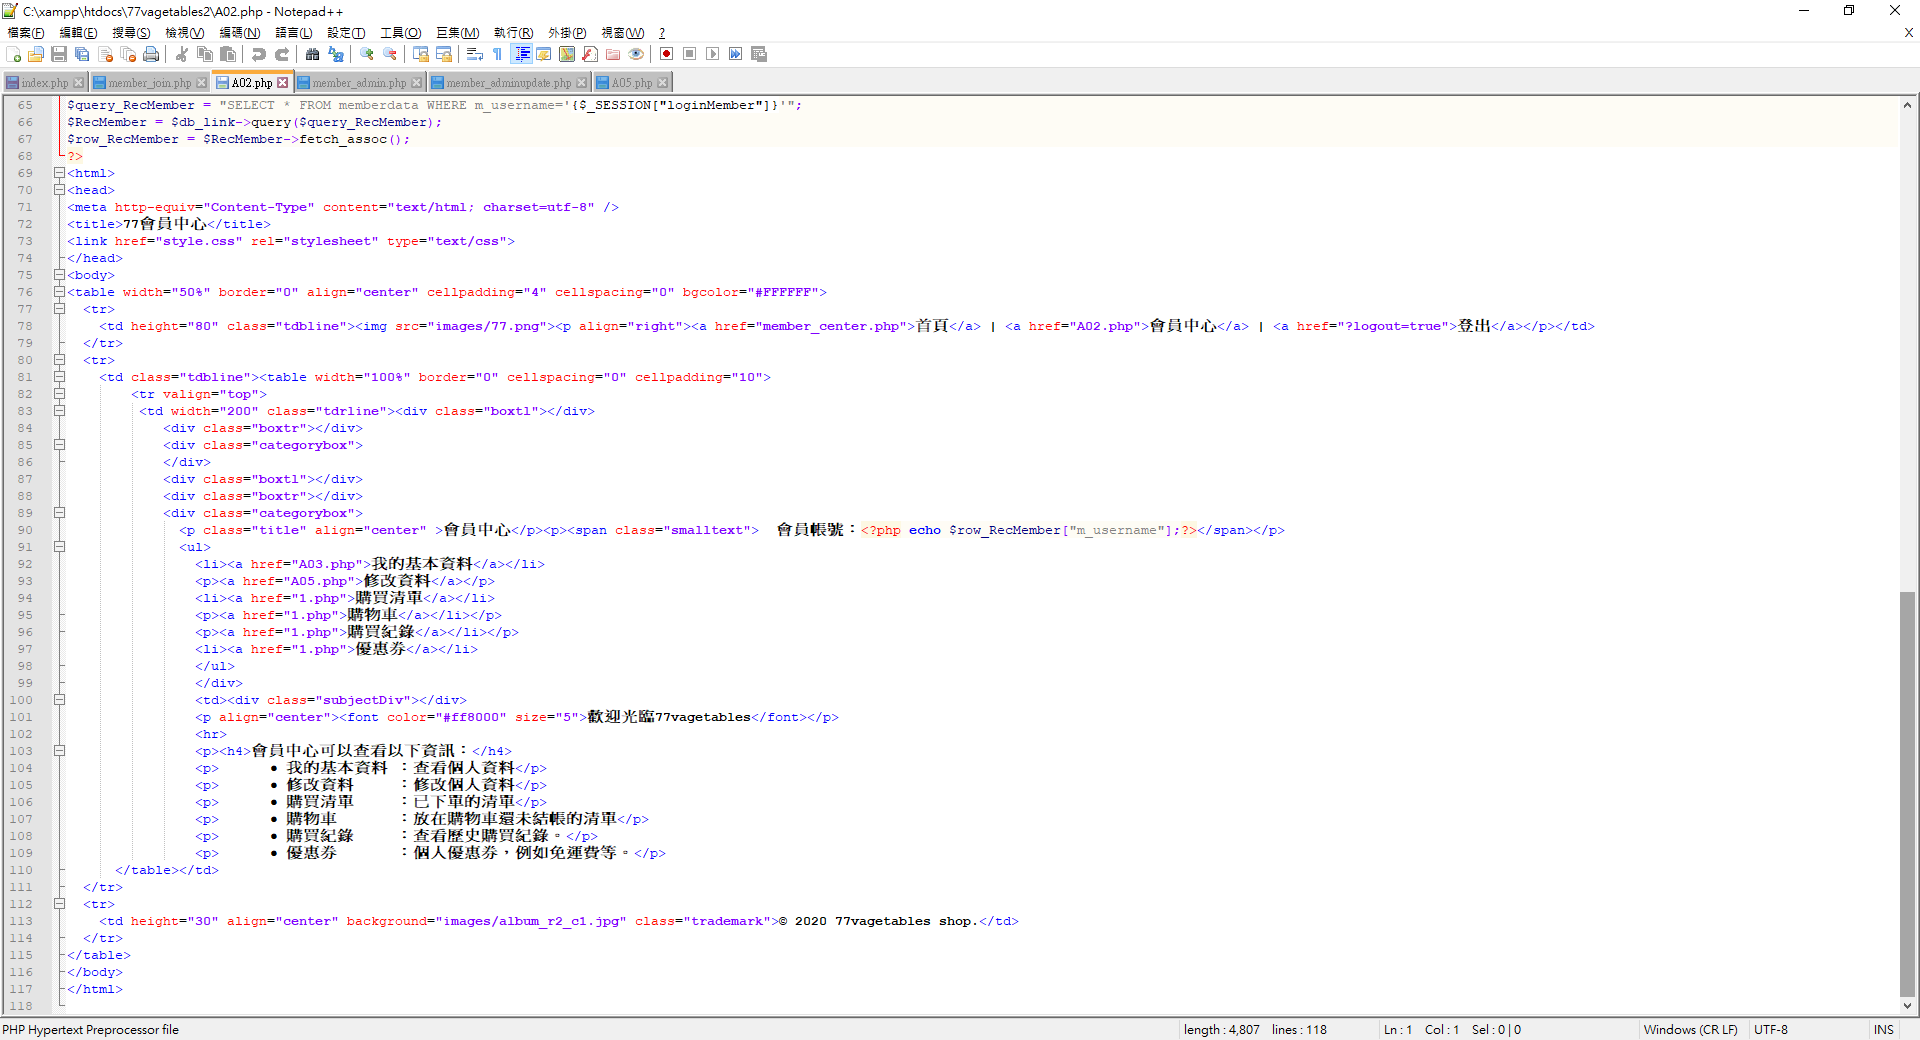 C:\xampp\htdocs\77vagetables2\A02.php - Notepad++
檔案(F) 編輯(E) 搜尋(S) 檢視(V) 編碼(N) 語言(L) 設定(T) 工具(O) 巨集(M) 執行(R) 外掛(P) 視窗(W) ? X
index.php member_join.php A02.php member_admin.php member_adminupdate.php A05.php
65 $query_RecMember = "SELECT * FROM memberdata WHERE m_username='{$_SESSION["loginMember"]}'";
66 $RecMember = $db_link->query($query_RecMember);
67 $row_RecMember = $RecMember->fetch_assoc();
68 ?>
69 <html>
70 <head>
71 <meta http-equiv="Content-Type" content="text/html; charset=utf-8" />
72 <title>77會員中心</title>
73 <link href="style.css" rel="stylesheet" type="text/css">
74 </head>
75 <body>
76 <table width="50%" border="0" align="center" cellpadding="4" cellspacing="0" bgcolor="#FFFFFF">
77 <tr>
78 <td height="80" class="tdbline"><img src="images/77.png"><p align="right"><a href="member_center.php">首頁</a> | <a href="A02.php">會員中心</a> | <a href="?logout=true">登出</a></p></td>
79 </tr>
80 <tr>
81 <td class="tdbline"><table width="100%" border="0" cellspacing="0" cellpadding="10">
82 <tr valign="top">
83 <td width="200" class="tdrline"><div class="boxtl"></div>
84 <div class="boxtr"></div>
85 <div class="categorybox">
86 </div>
87 <div class="boxtl"></div>
88 <div class="boxtr"></div>
89 <div class="categorybox">
90 <p class="title" align="center" >會員中心</p><p><span class="smalltext"> 會員帳號：<?php echo $row_RecMember["m_username"];?></span></p>
91 <ul>
92 <li><a href="A03.php">我的基本資料</a></li>
93 <p><a href="A05.php">修改資料</a></p>
94 <li><a href="1.php">購買清單</a></li>
95 <p><a href="1.php">購物車</a></li></p>
96 <p><a href="1.php">購買紀錄</a></li></p>
97 <li><a href="1.php">優惠券</a></li>
98 </ul>
99 </div>
100 <td><div class="subjectDiv"></div>
101 <p align="center"><font color="#ff8000" size="5">歡迎光臨77vagetables</font></p>
102 <hr>
103 <p><h4>會員中心可以查看以下資訊：</h4>
104 <p> ● 我的基本資料 ：查看個人資料</p>
105 <p> ● 修改資料 ：修改個人資料</p>
106 <p> ● 購買清單 ：已下單的清單</p>
107 <p> ● 購物車 ：放在購物車還未結帳的清單</p>
108 <p> ● 購買紀錄 ：查看歷史購買紀錄。</p>
109 <p> ● 優惠券 ：個人優惠券，例如免運費等。</p>
110 </table></td>
111 </tr>
112 <tr>
113 <td height="30" align="center" background="images/album_r2_c1.jpg" class="trademark">© 2020 77vagetables shop.</td>
114 </tr>
115 </table>
116 </body>
117 </html>
118
PHP Hypertext Preprocessor file length : 4,807 lines : 118 Ln : 1 Col : 1 Sel : 0 | 0 Windows (CR LF) UTF-8 INS